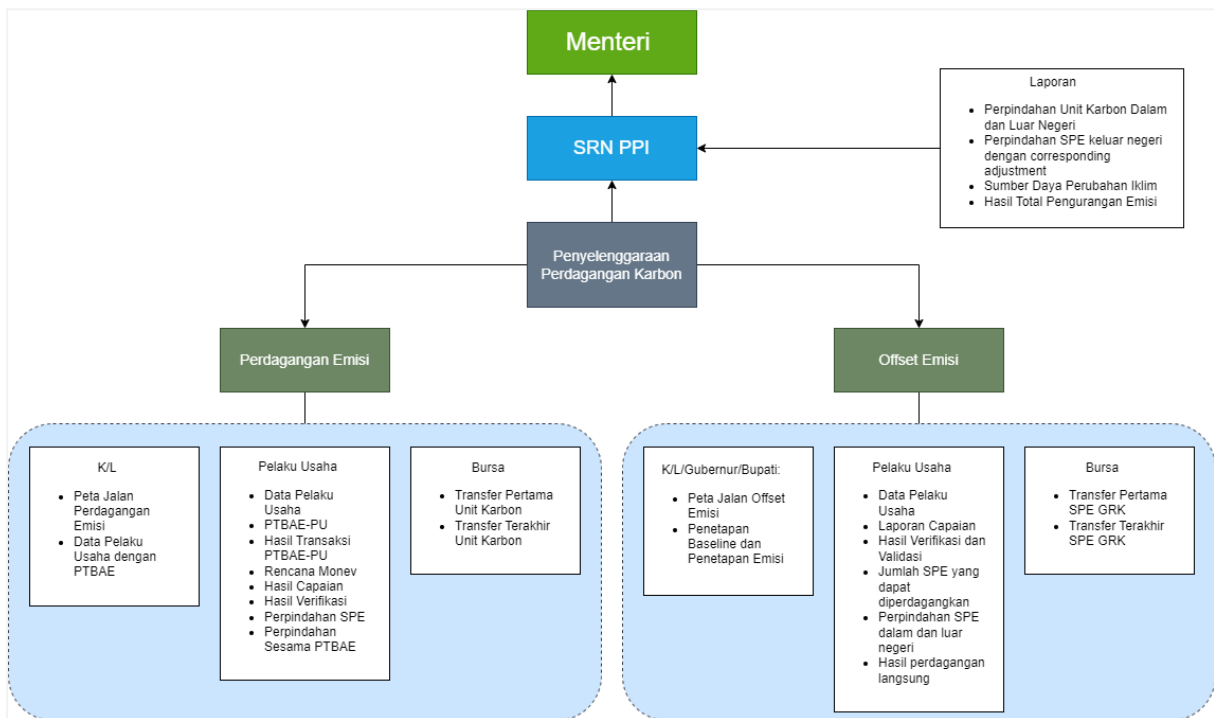 Menteri
Laporan
• Perpindahan Unit Karbon Dalam
dan Luar Negeri
• Perpindahan SPE keluar negeri
dengan corresponding
adjustment
• Sumber Daya Perubahan Iklim
• Hasil Total Pengurangan Emisi
SRN PPI
Penyelenggaraan
Perdagangan Karbon
Perdagangan Emisi
Offset Emisi
K/L
• Peta Jalan
Perdagangan
Emisi
• Data Pelaku
Usaha dengan
PTBAE
Pelaku Usaha
• Data Pelaku
Usaha
• PTBAE-PU
• Hasil Transaksi
PTBAE-PU
• Rencana Monev
• Hasil Capaian
• Hasil Verifikasi
• Perpindahan SPE
• Perpindahan
Sesama PTBAE
Bursa
• Transfer Pertama
Unit Karbon
• Transfer Terakhir
Unit Karbon
K/L/Gubernur/Bupati:
• Peta Jalan Offset
Emisi
• Penetapan
Baseline dan
Penetapan Emisi
Pelaku Usaha
• Data Pelaku
Usaha
• Laporan Capaian
• Hasil Verifikasi dan
Validasi
• Jumlah SPE yang
dapat
diperdagangkan
• Perpindahan SPE
dalam dan luar
negeri
• Hasil perdagangan
langsung
Bursa
• Transfer Pertama
SPE GRK
• Transfer Terakhir
SPE GRK